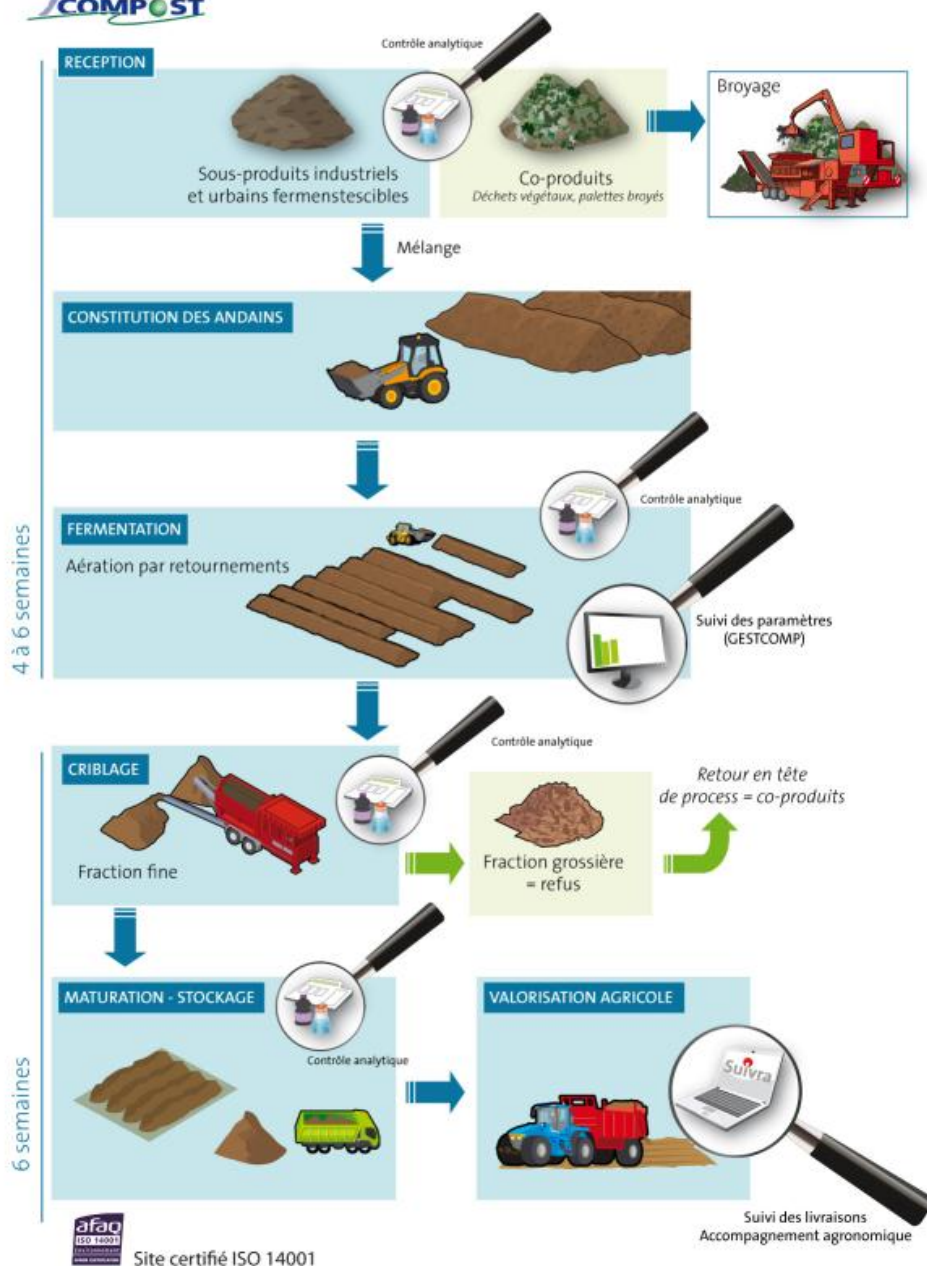 COMPOST
RECEPTION
Contrôle analytique
Sous-produits industriels
et urbains fermenstescibles
Co-produits
Déchets végétaux, palettes broyés
Broyage
Mélange
CONSTITUTION DES ANDAINS
4 à 6 semaines
FERMENTATION
Aération par retournements
Contrôle analytique
Suivi des paramètres
(GESTCOMP)
CRIBLAGE
Fraction fine
Contrôle analytique
Fraction grossière
= refus
Retour en tête
de process = co-produits
6 semaines
MATURATION - STOCKAGE
Contrôle analytique
VALORISATION AGRICOLE
Suivra
Suivi des livraisons
Accompagnement agronomique
afaq
ISO 14001
Site certifié ISO 14001